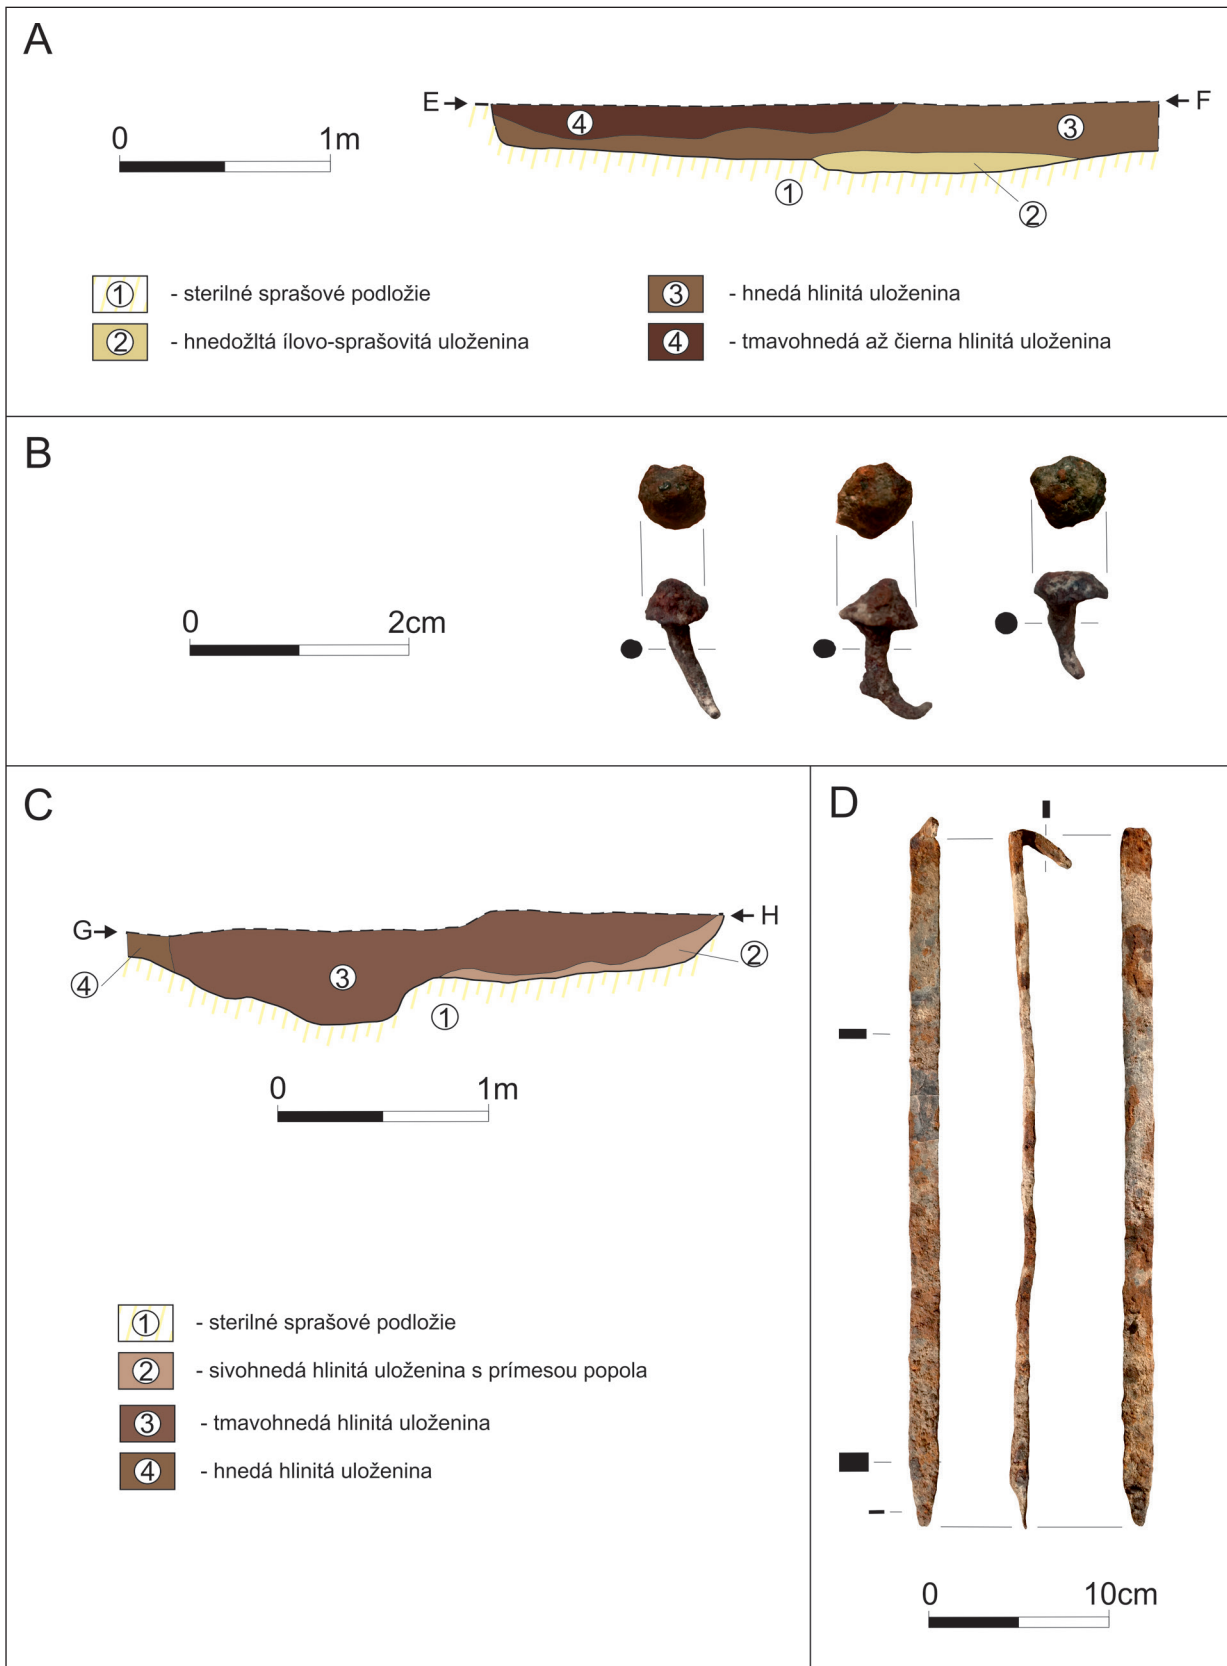 A
E
F
4
3
0 1m
1
2
1 - sterilné sprašové podložie
2 - hnedožltá ílovo-sprašovitá uloženina
3 - hnedá hlinitá uloženina
4 - tmavohnedá až čierna hlinitá uloženina
B
0 2cm
C
G
H
4
3
2
1
0 1m
1 - sterilné sprašové podložie
2 - sivohnedá hlinitá uloženina s prímesou popola
3 - tmavohnedá hlinitá uloženina
4 - hnedá hlinitá uloženina
D
0 10cm